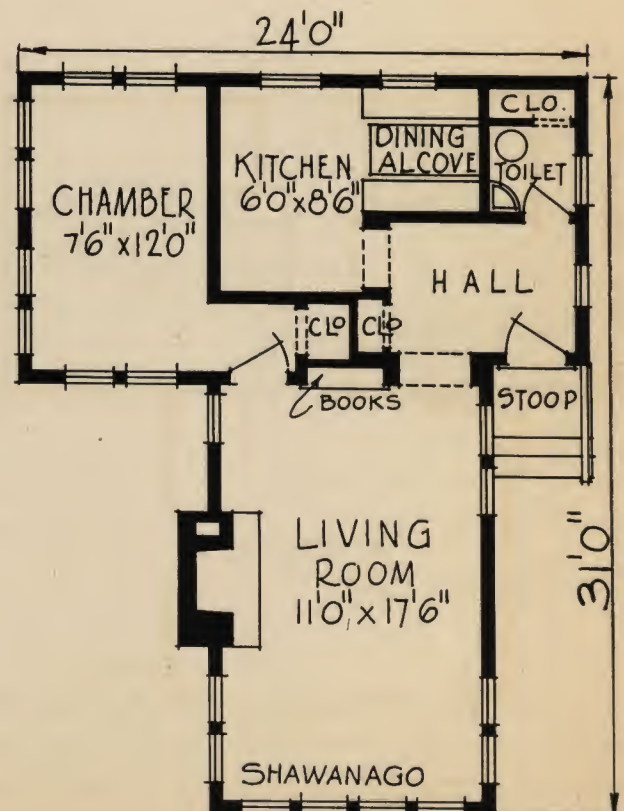 24'0"
CLO.
DINING
ALCOVE
TOILET
KITCHEN
6'0"x8'6"
CHAMBER
7'6"x12'0"
HALL
CLO
CLO
BOOKS
STOOP
31'0"
LIVING
ROOM
11'0" x 17'6"
SHAWANAGO